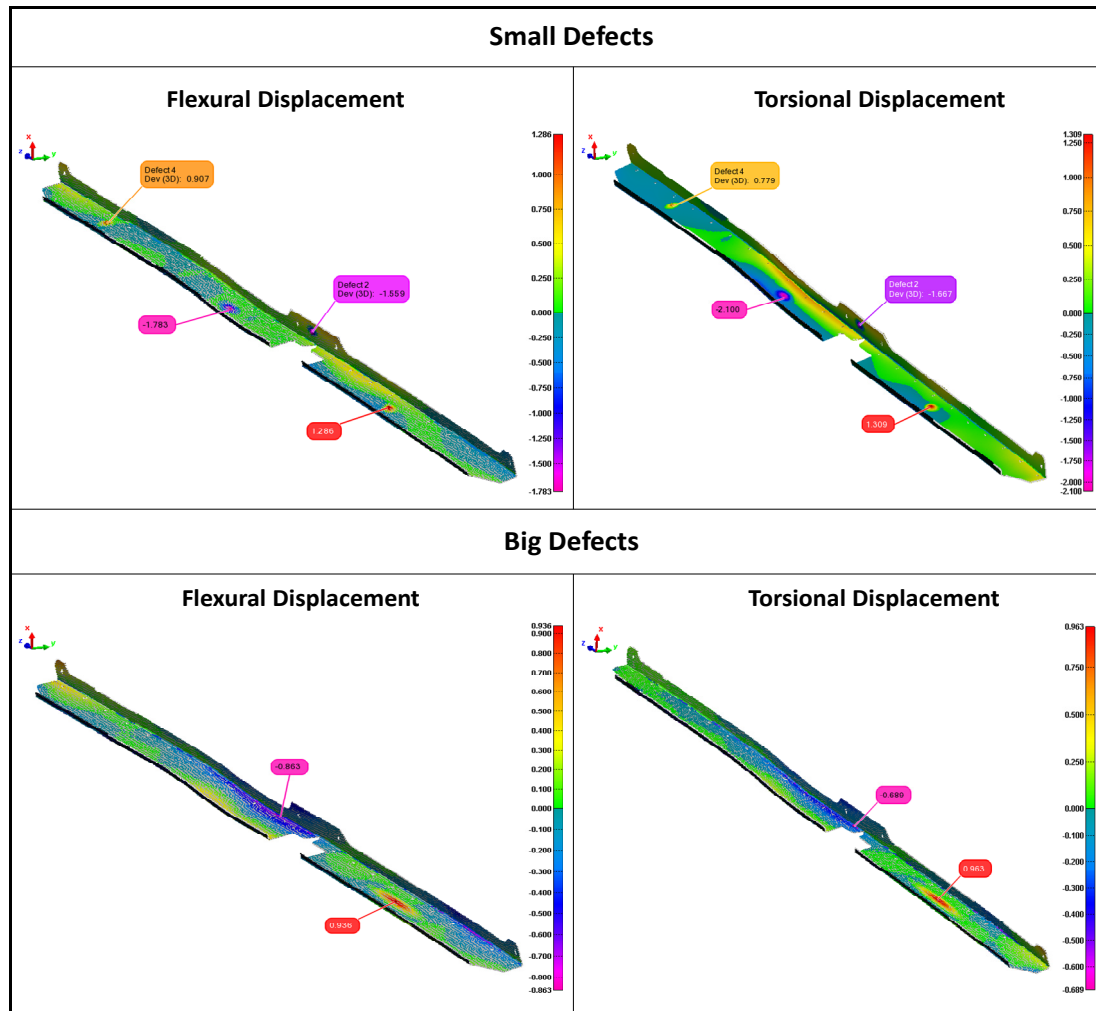 Small Defects
Flexural Displacement
Torsional Displacement
x
z
y
Defect 4
Dev (3D): 0.907
Defect 2
Dev (3D): -1.559
-1.783
1.286
1.286
1.000
0.750
0.500
0.250
0.000
-0.250
-0.500
-0.750
-1.000
-1.250
-1.500
-1.783
x
z
y
Defect 4
Dev (3D): 0.779
Defect 2
Dev (3D): -1.667
-2.100
1.309
1.309
1.250
1.000
0.750
0.500
0.250
0.000
-0.250
-0.500
-0.750
-1.000
-1.250
-1.500
-1.750
-2.000
-2.100
Big Defects
Flexural Displacement
Torsional Displacement
x
z
y
-0.863
0.936
0.936
0.900
0.800
0.700
0.600
0.500
0.400
0.300
0.200
0.100
0.000
-0.100
-0.200
-0.300
-0.400
-0.500
-0.600
-0.700
-0.863
x
z
y
-0.689
0.963
0.963
0.750
0.500
0.250
0.000
-0.100
-0.200
-0.300
-0.400
-0.500
-0.600
-0.689